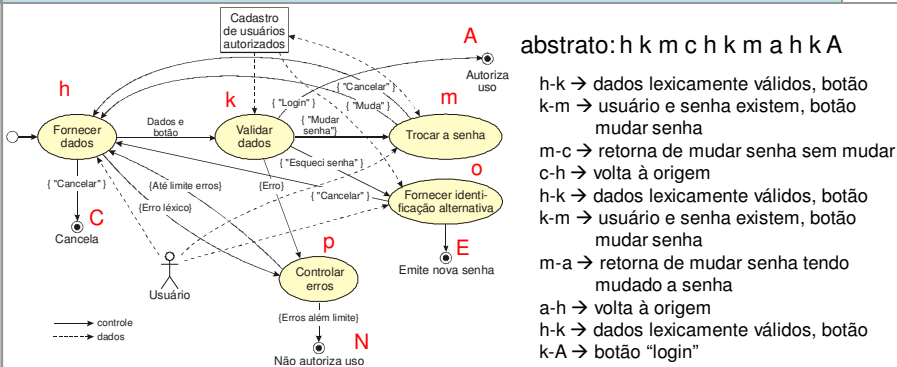 Cadastro
de usuários
autorizados
A
Autoriza
uso
abstrato: h k m c h k m a h k A
h
k
m
{ "Login" }
{ "Cancelar" }
{ "Muda" }
Fornecer
dados
Dados e
botão
Validar
dados
{ "Mudar
senha"}
Trocar a senha
{ "Esqueci senha" }
o
{ "Cancelar" }
{Até limite erros}
{Erro léxico}
{Erro}
{ "Cancelar" }
Fornecer identi-
ficação alternativa
C
Cancela
E
Emite nova senha
Usuário
p
Controlar
erros
{Erros além limite}
N
Não autoriza uso
controle
dados
h-k → dados lexicamente válidos, botão
k-m → usuário e senha existem, botão
mudar senha
m-c → retorna de mudar senha sem mudar
c-h → volta à origem
h-k → dados lexicamente válidos, botão
k-m → usuário e senha existem, botão
mudar senha
m-a → retorna de mudar senha tendo
mudado a senha
a-h → volta à origem
h-k → dados lexicamente válidos, botão
k-A → botão “login”